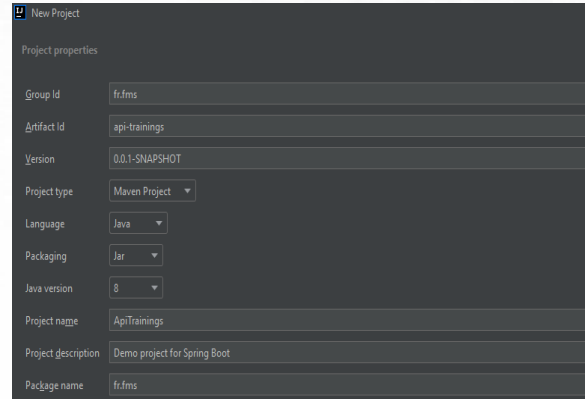 New Project
Project properties
Group Id fr.fms
Artifact Id api-trainings
Version 0.0.1-SNAPSHOT
Project type Maven Project
Language Java
Packaging Jar
Java version 8
Project name ApiTrainings
Project description Demo project for Spring Boot
Package name fr.fms